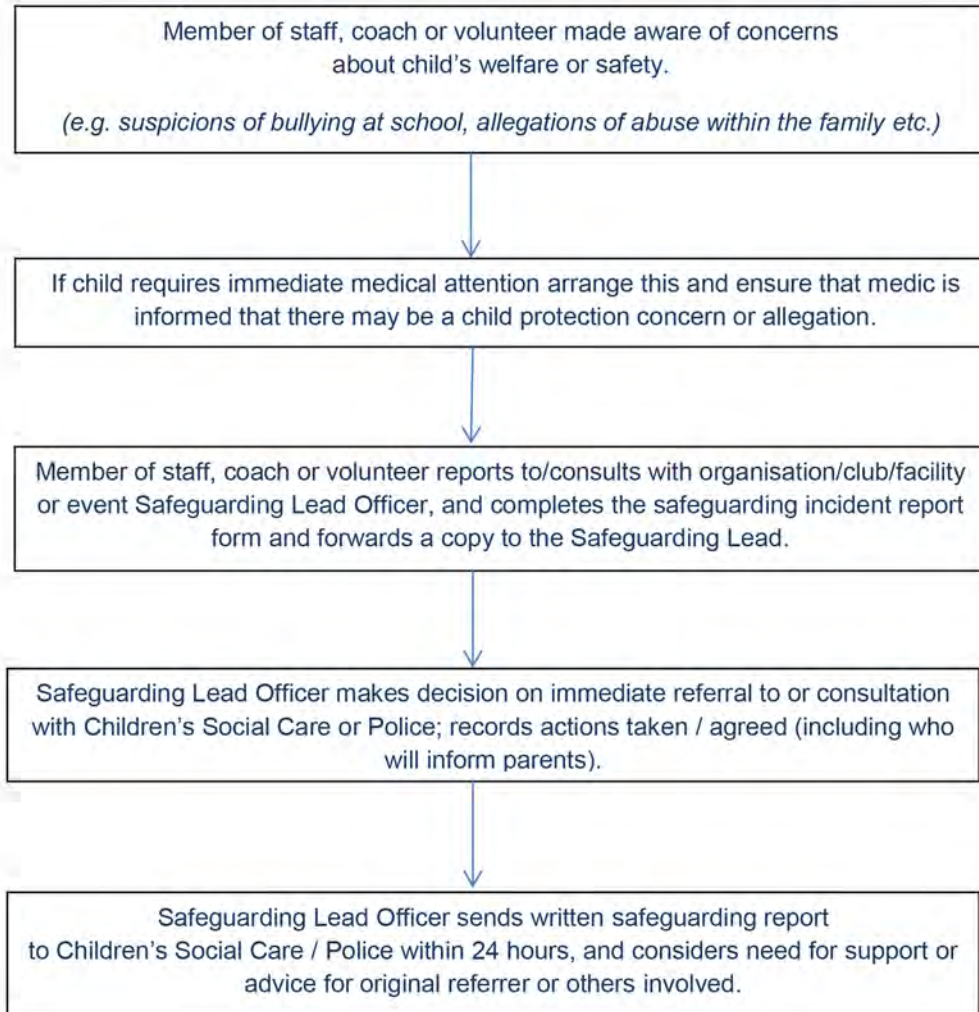 Member of staff, coach or volunteer made aware of concerns
about child's welfare or safety.
(e.g. suspicions of bullying at school, allegations of abuse within the family etc.)
If child requires immediate medical attention arrange this and ensure that medic is
informed that there may be a child protection concern or allegation.
Member of staff, coach or volunteer reports to/consults with organisation/club/facility
or event Safeguarding Lead Officer, and completes the safeguarding incident report
form and forwards a copy to the Safeguarding Lead.
Safeguarding Lead Officer makes decision on immediate referral to or consultation
with Children's Social Care or Police; records actions taken / agreed (including who
will inform parents).
Safeguarding Lead Officer sends written safeguarding report
to Children's Social Care / Police within 24 hours, and considers need for support or
advice for original referrer or others involved.